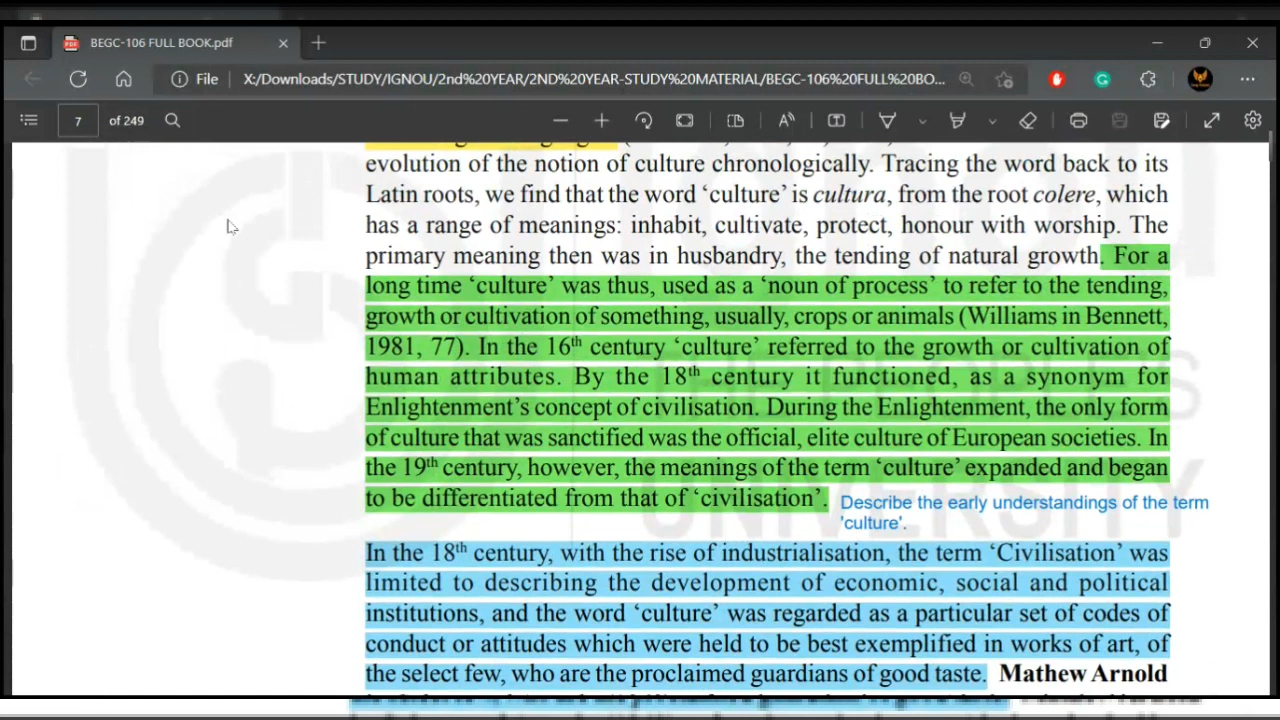 BEGC-106 FULL BOOK.pdf
File X:/Downloads/STUDY/IGNOU/2nd%20YEAR/2ND%20YEAR-STUDY%20MATERIAL/BEGC-106%20FULL%20BO...
7 of 249
evolution of the notion of culture chronologically. Tracing the word back to its
Latin roots, we find that the word ‘culture’ is cultura, from the root colere, which
has a range of meanings: inhabit, cultivate, protect, honour with worship. The
primary meaning then was in husbandry, the tending of natural growth. For a
long time ‘culture’ was thus, used as a ‘noun of process’ to refer to the tending,
growth or cultivation of something, usually, crops or animals (Williams in Bennett,
1981, 77). In the 16th century ‘culture’ referred to the growth or cultivation of
human attributes. By the 18th century it functioned, as a synonym for
Enlightenment’s concept of civilisation. During the Enlightenment, the only form
of culture that was sanctified was the official, elite culture of European societies. In
the 19th century, however, the meanings of the term ‘culture’ expanded and began
to be differentiated from that of ‘civilisation’.
Describe the early understandings of the term
'culture'.
In the 18th century, with the rise of industrialisation, the term ‘Civilisation’ was
limited to describing the development of economic, social and political
institutions, and the word ‘culture’ was regarded as a particular set of codes of
conduct or attitudes which were held to be best exemplified in works of art, of
the select few, who are the proclaimed guardians of good taste. Mathew Arnold
THE PEOPLE'S
UNIVERSITY